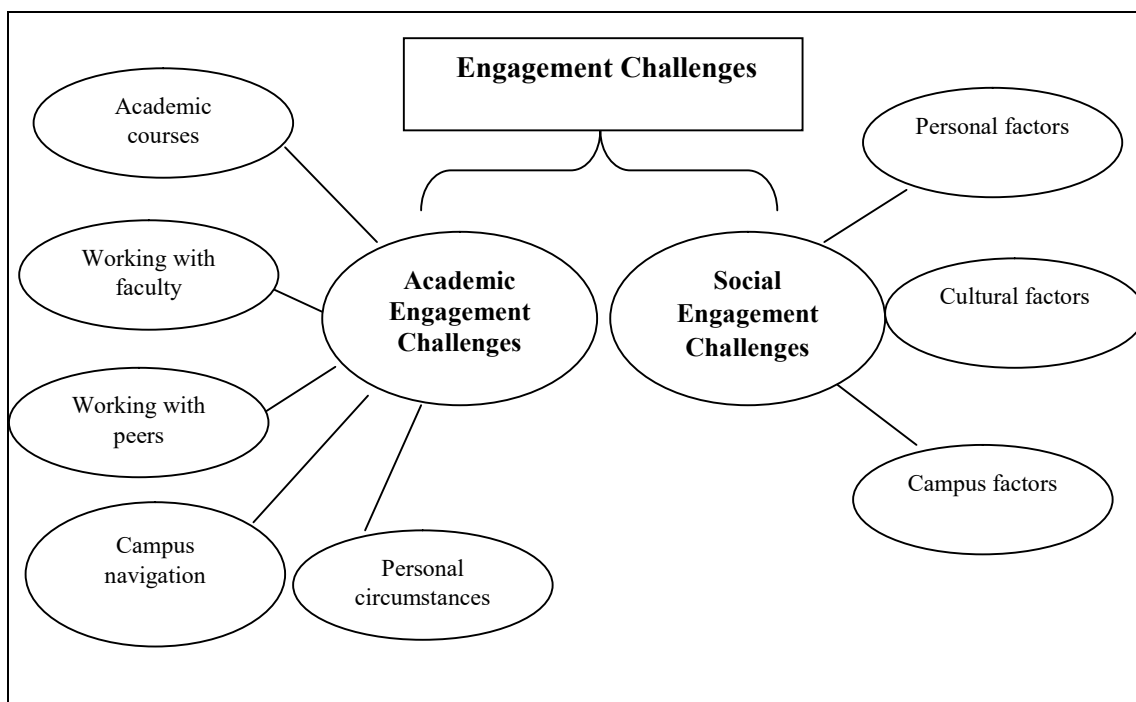 Engagement Challenges
Academic
courses
Working with
faculty
Working with
peers
Campus
navigation
Personal
circumstances
Academic
Engagement
Challenges
Social
Engagement
Challenges
Personal factors
Cultural factors
Campus factors